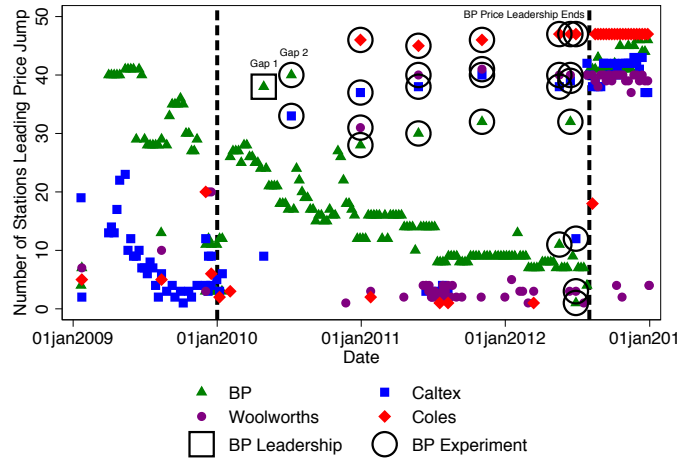 BP Price Leadership Ends
Gap 2
Gap 1
Number of Stations Leading Price Jump
50
40
30
20
10
0
01jan2009
01jan2010
01jan2011
01jan2012
01jan201
Date
BP
Caltex
Woolworths
Coles
BP Leadership
BP Experiment